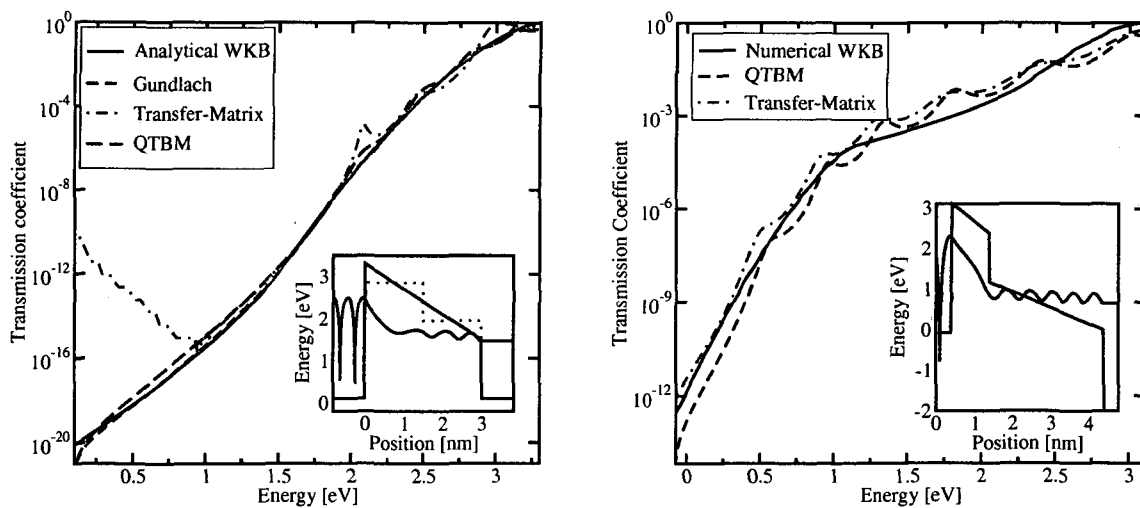 10^0
Analytical WKB
Gundlach
Transfer-Matrix
QTBM
10^-4
10^-8
10^-12
10^-16
10^-20
Transmission coefficient
0.5
1
1.5
2
2.5
3
Energy [eV]
3
2
1
0
Energy [eV]
0
1
2
3
Position [nm]
10^0
Numerical WKB
QTBM
Transfer-Matrix
10^-3
10^-6
10^-9
10^-12
Transmission Coefficient
0
0.5
1
1.5
2
2.5
3
Energy [eV]
3
2
1
0
-1
-2
Energy [eV]
0
1
2
3
4
Position [nm]